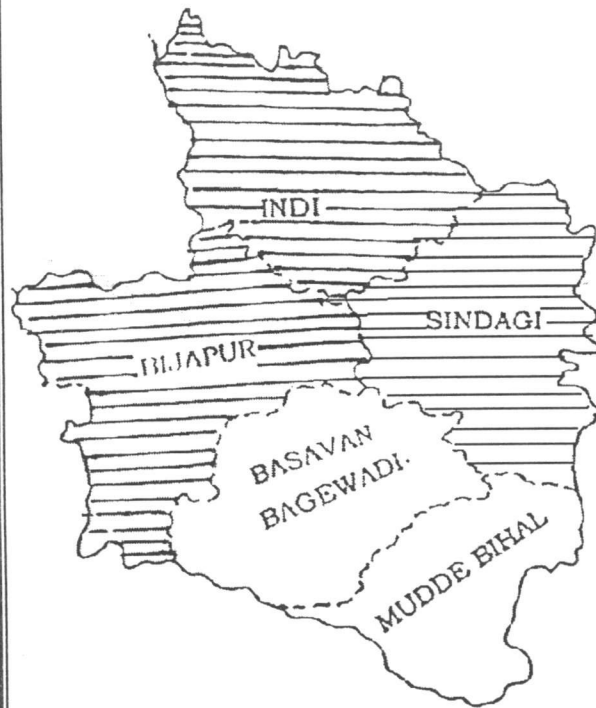 INDI
SINDAGI
BIJAPUR
BASAVAN
BAGEWADI.
MUDDE BIHAL